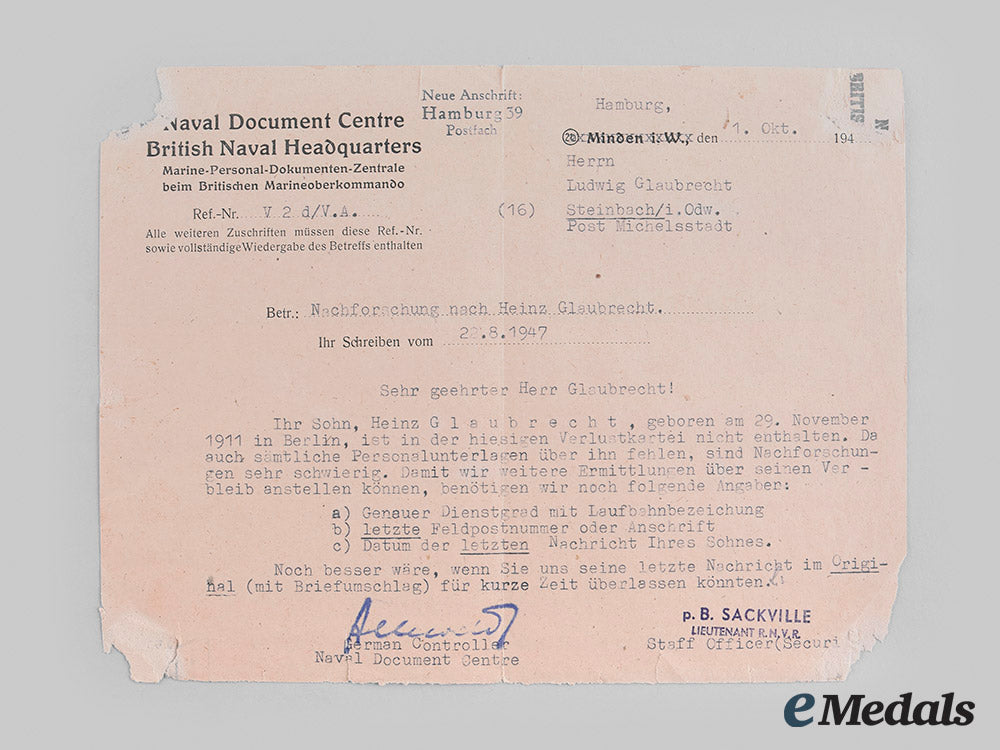 Naval Document Centre
British Naval Headquarters
Marine-Personal-Dokumenten-Zentrale
beim Britischen Marineoberkommando
Ref.-Nr. V 2 d/V.A.
Alle weiteren Zuschriften müssen diese Ref.-Nr.
sowie vollständige Wiedergabe des Betreffs enthalten
Neue Anschrift:
Hamburg 39
Postfach
Hamburg,
Minden i. W., den 1. Okt. 194
BRITIS
N
Herrn
Ludwig Glaubrecht
(16) Steinbach/i.Odw.
Post Michelsstadt
Betr.: Nachforschung nach Heinz Glaubrecht.
Ihr Schreiben vom 22.8.1947
Sehr geehrter Herr Glaubrecht!
Ihr Sohn, Heinz G l a u b r e c h t , geboren am 29. November
1911 in Berlin, ist in der hiesigen Verlustkartei nicht enthalten. Da
auch sämtliche Personalunterlagen über ihn fehlen, sind Nachforschun-
gen sehr schwierig. Damit wir weitere Ermittlungen über seinen Ver -
bleib anstellen können, benötigen wir noch folgende Angaben:
a) Genauer Dienstgrad mit Laufbahnbezeichung
b) letzte Feldpostnummer oder Anschrift
c) Datum der letzten Nachricht Ihres Sohnes.
Noch besser wäre, wenn Sie uns seine letzte Nachricht im Origi-
nal (mit Briefumschlag) für kurze Zeit überlassen könnten.
German Controller
Naval Document Centre
p. B. SACKVILLE
LIEUTENANT R.N.V.R.
Staff Officer(Securi
eMedals